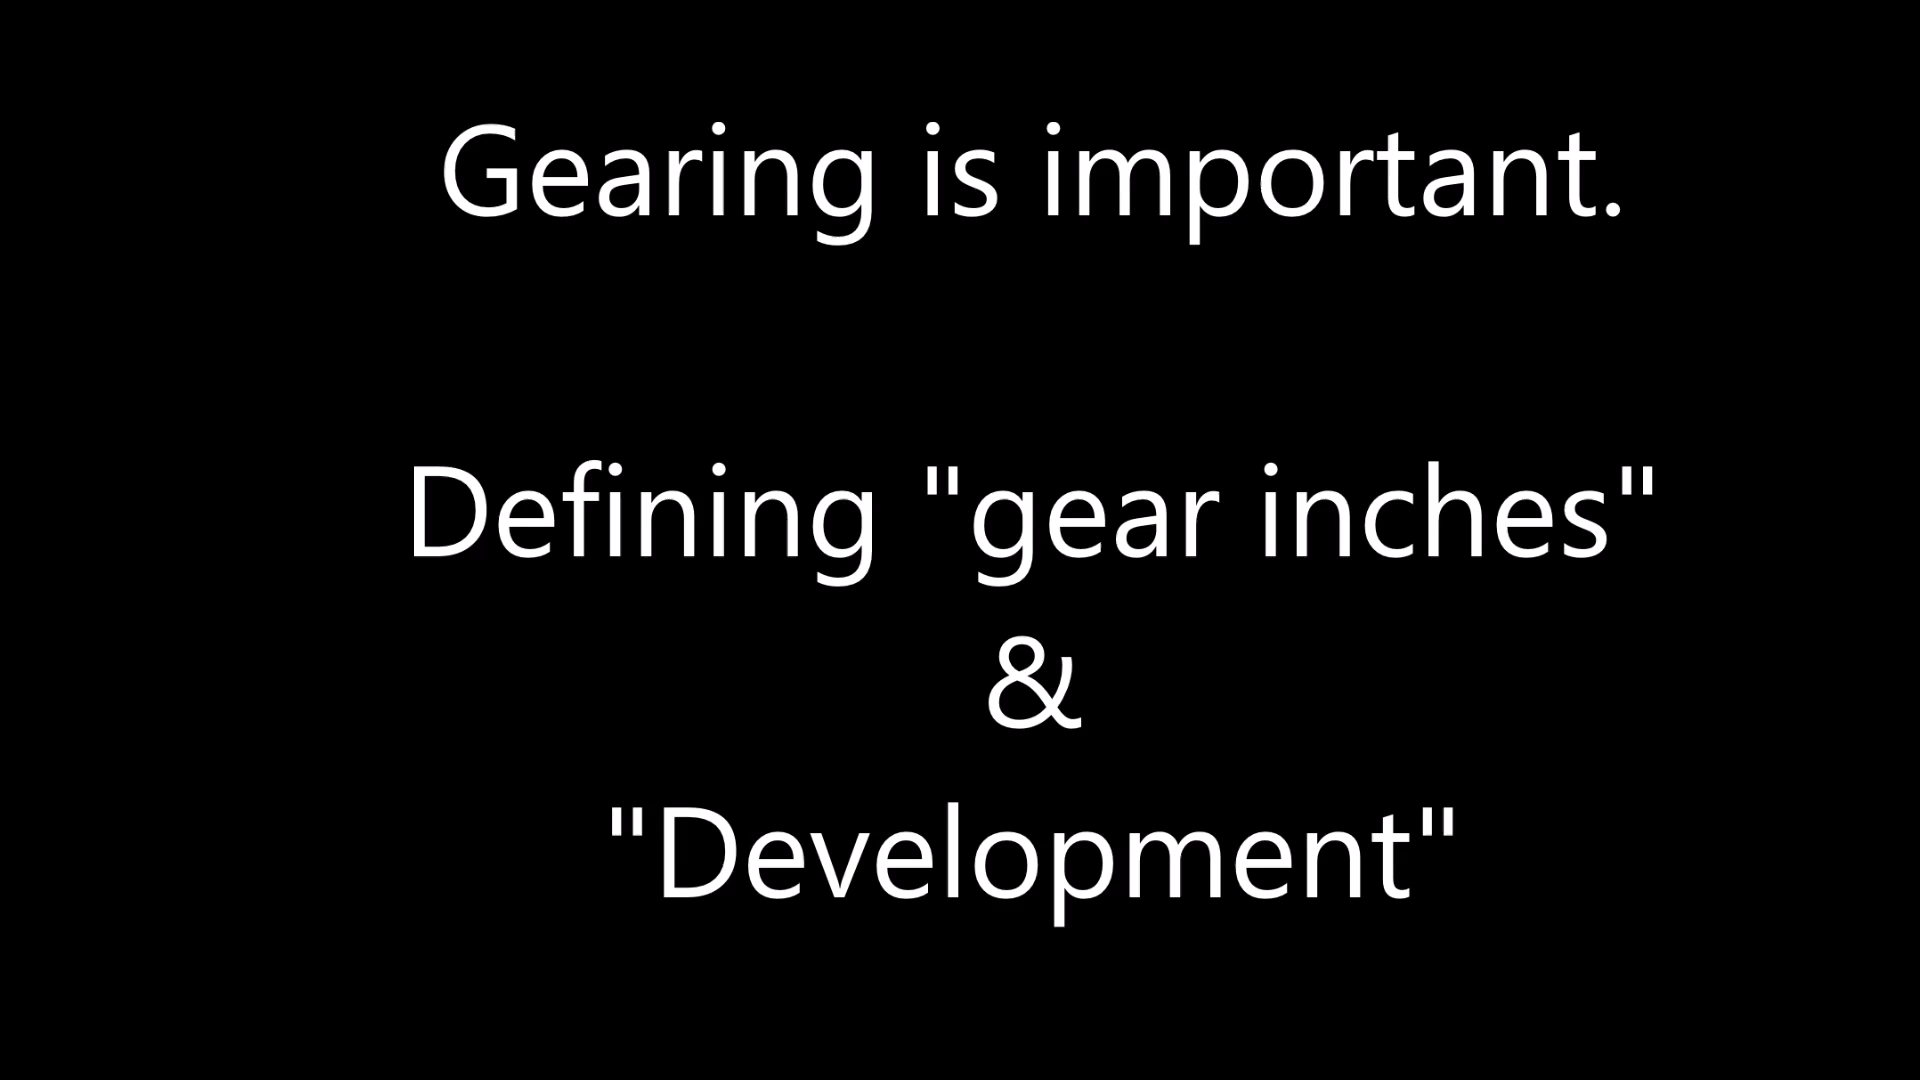 Gearing is important.
Defining "gear inches"
&
"Development"